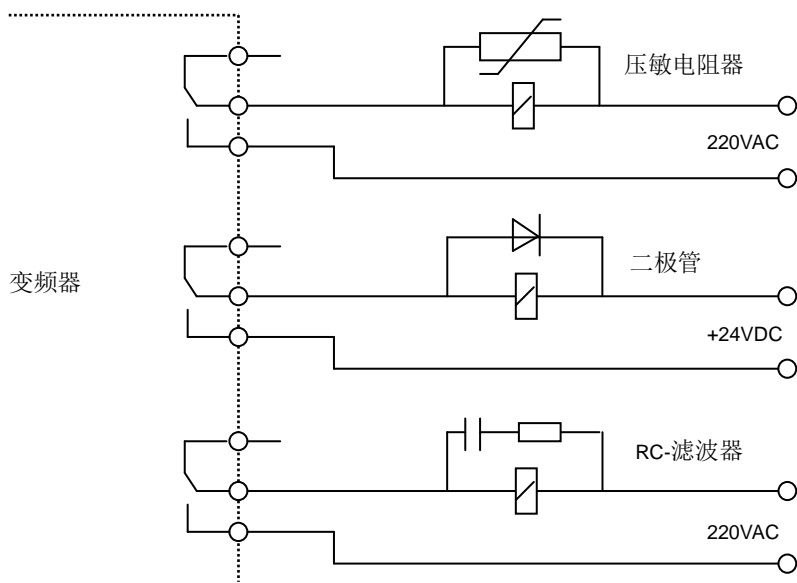 压敏电阻器
220VAC
二极管
变频器
+24VDC
RC-滤波器
220VAC